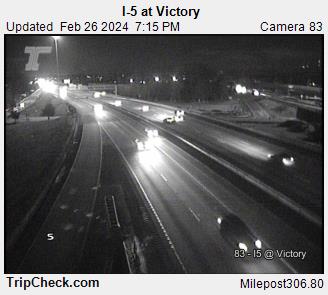 I-5 at Victory
Updated  Feb 26 2024  7:15 PM
Camera 83
S
83 - I5 @ Victory
TripCheck.com
Milepost306.80